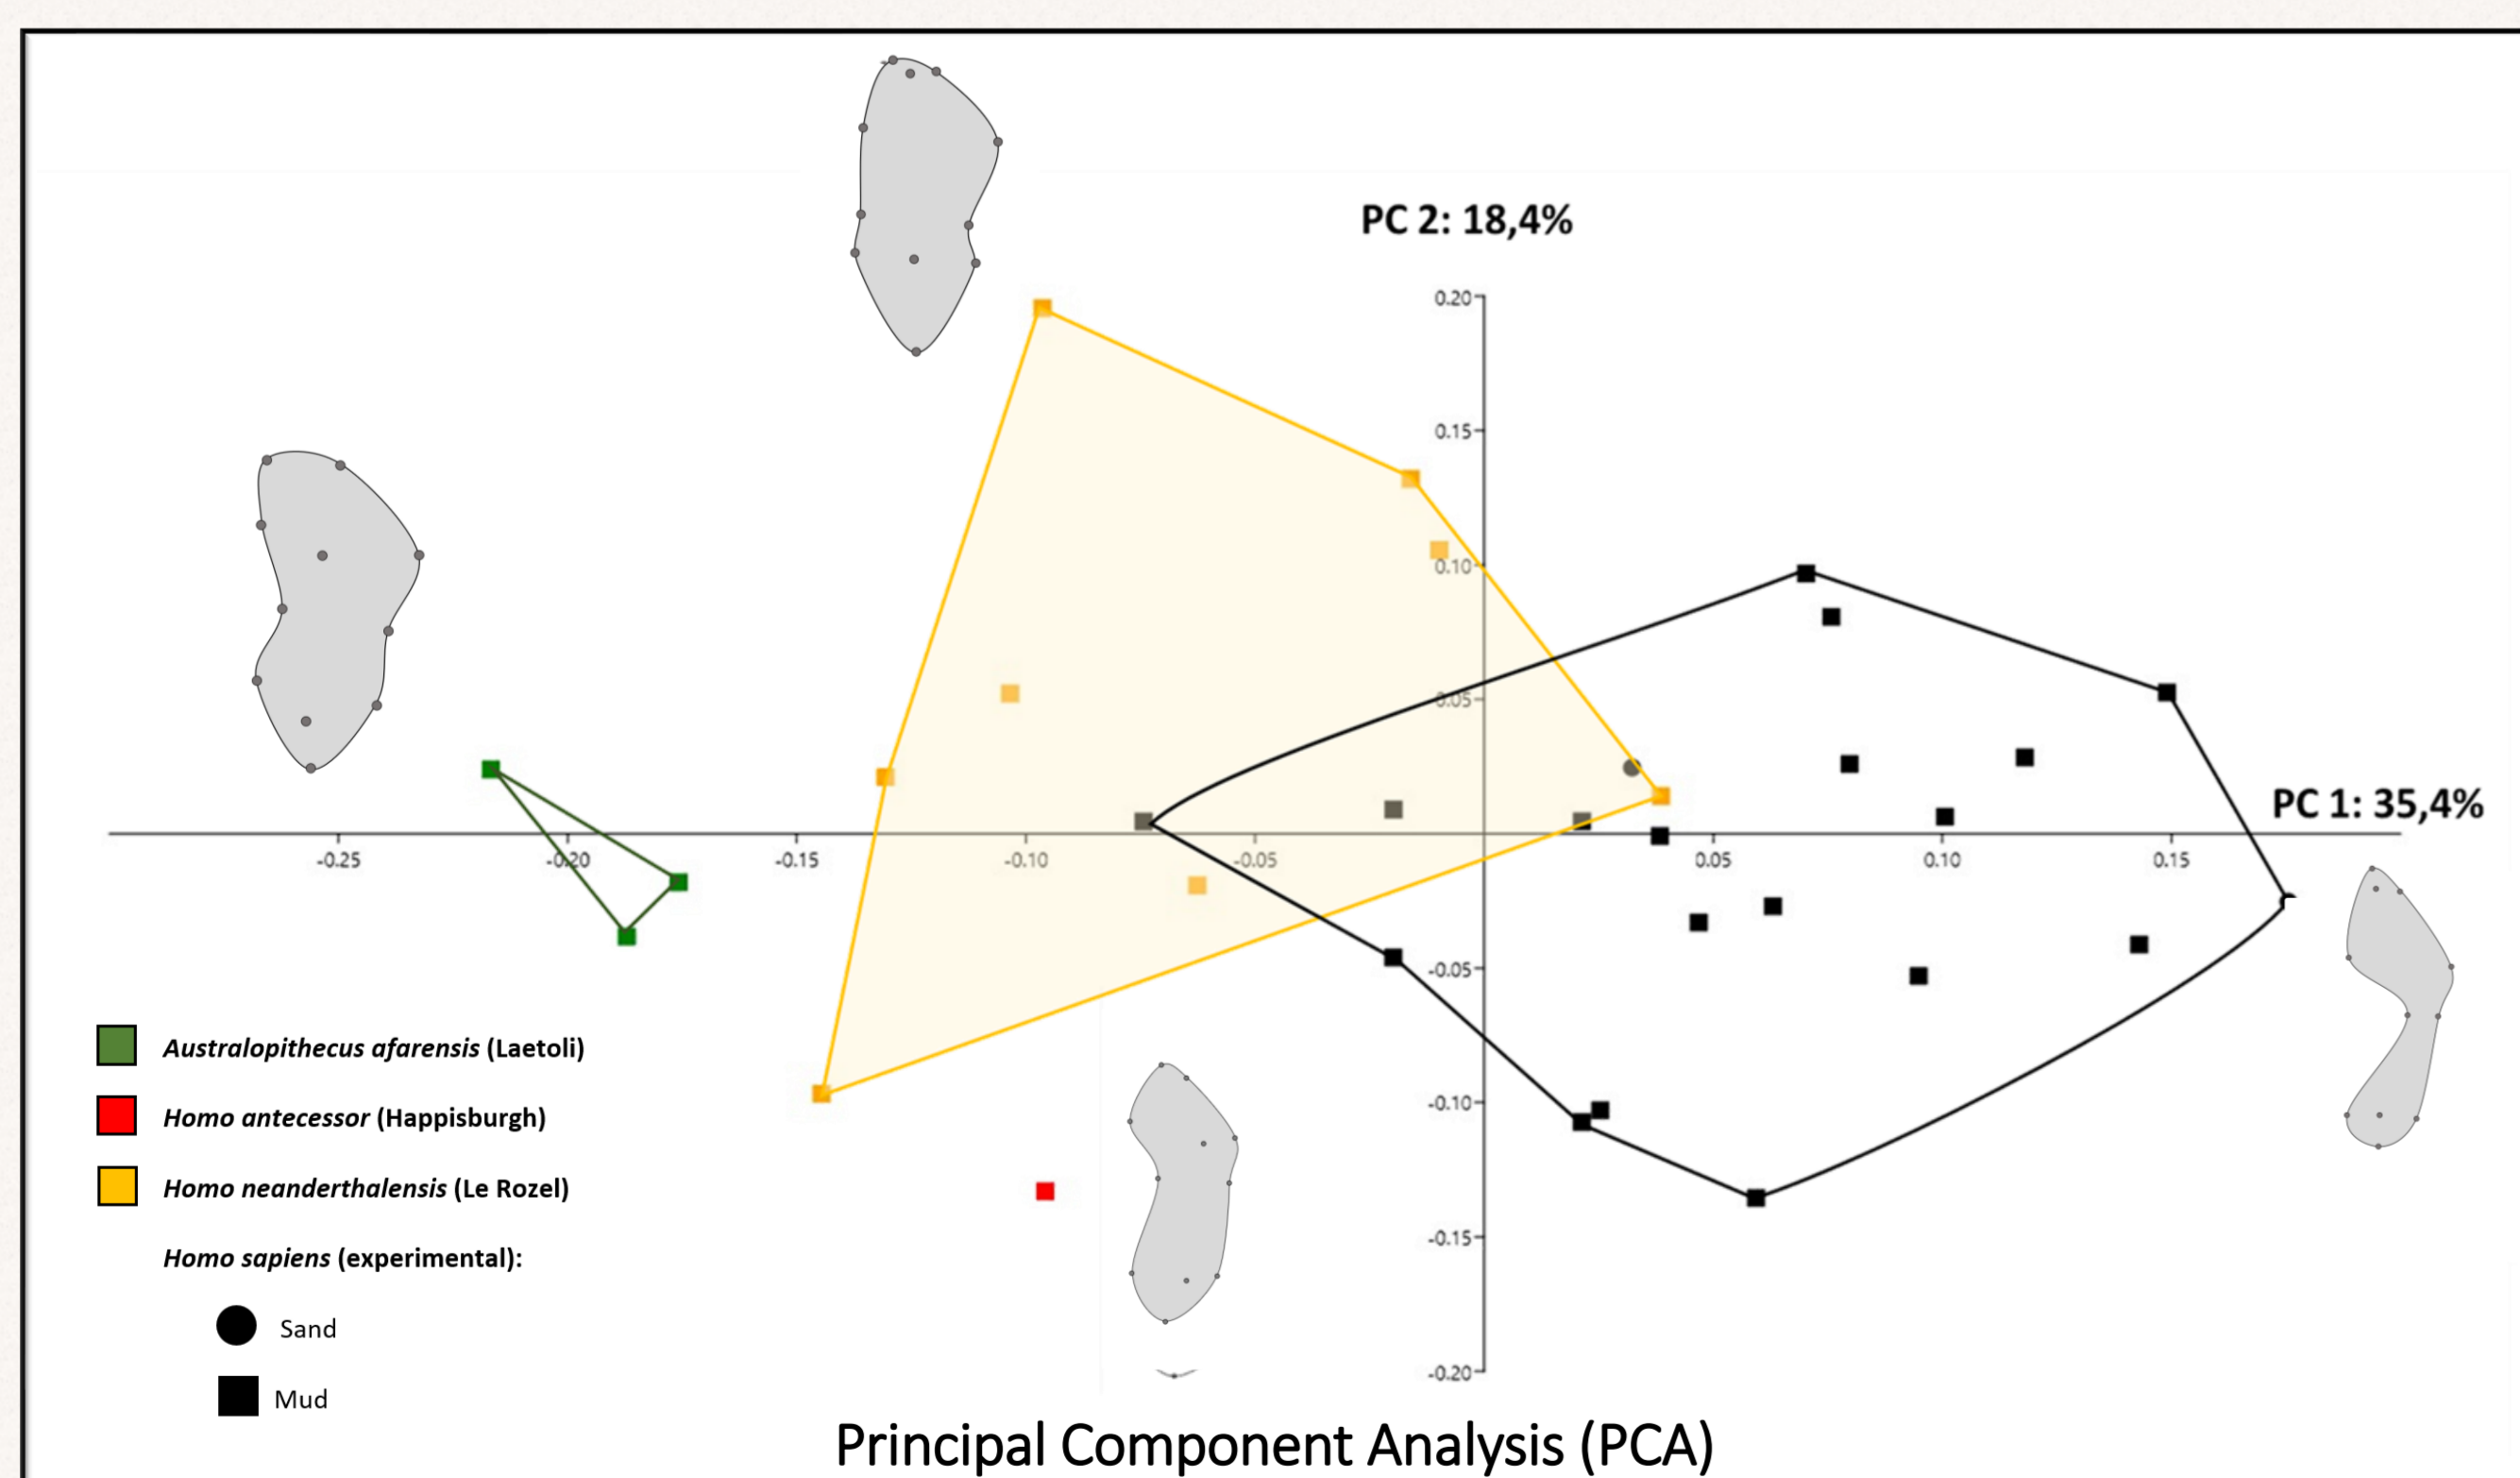 PC 2: 18,4%
0.20
0.15
0.10
0.05
PC 1: 35,4%
-0.25
-0.20
-0.15
-0.10
-0.05
0.05
0.10
0.15
-0.05
-0.10
-0.15
-0.20
Australopithecus afarensis (Laetoli)
Homo antecessor (Happisburgh)
Homo neanderthalensis (Le Rozel)
Homo sapiens (experimental):
Sand
Mud
Principal Component Analysis (PCA)